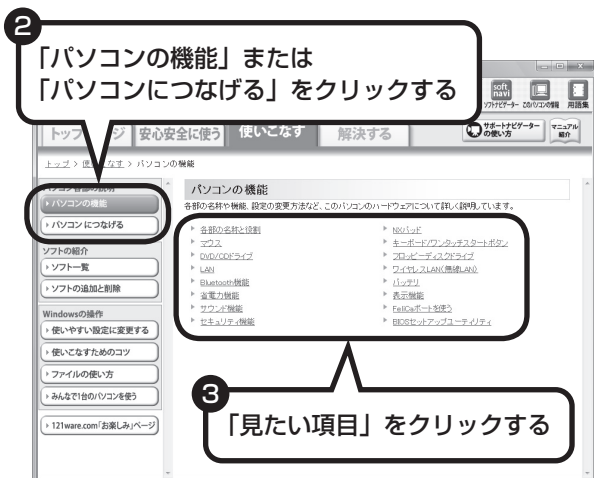 2
「パソコンの機能」または
「パソコンにつなげる」をクリックする
soft navi
ソフトナビゲーター このパソコンの情報 用語集
トップ ジ 安心安全に使う 使いこなす 解決する
サポートナビゲーターの使い方 マニュアル紹介
トップ > 使 なす > パソコンの機能
パソコン各部の説明
パソコンの機能
パソコンにつなげる
ソフトの紹介
ソフト一覧
ソフトの追加と削除
Windowsの操作
使いやすい設定に変更する
使いこなすためのコツ
ファイルの使い方
みんなで1台のパソコンを使う
121ware.com「お楽しみ」ページ
パソコンの機能
各部の名称や機能、設定の変更方法など、このパソコンのハードウェアについて詳しく説明しています。
各部の名称と役割
マウス
DVD/CDドライブ
LAN
Bluetooth機能
省電力機能
サウンド機能
セキュリティ機能
NXパッド
キーボード/ワンタッチスタートボタン
フロッピーディスクドライブ
ワイヤレスLAN(無線LAN)
バッテリ
表示機能
FeliCaポートを使う
BIOSセットアップユーティリティ
3
「見たい項目」をクリックする